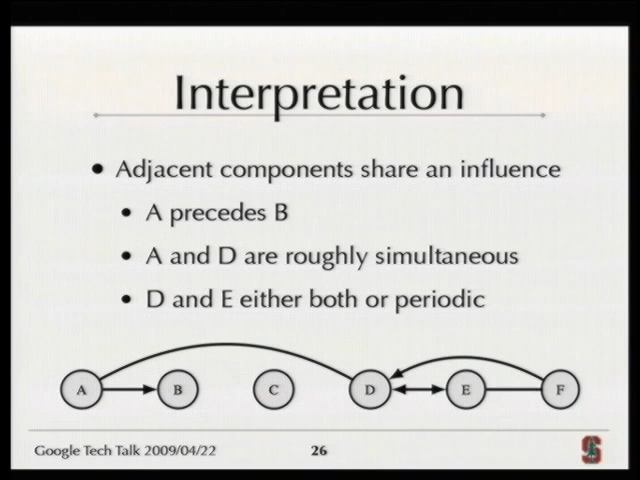 Interpretation
Adjacent components share an influence
A precedes B
A and D are roughly simultaneous
D and E either both or periodic
A B C D E F
Google Tech Talk 2009/04/22 26
S